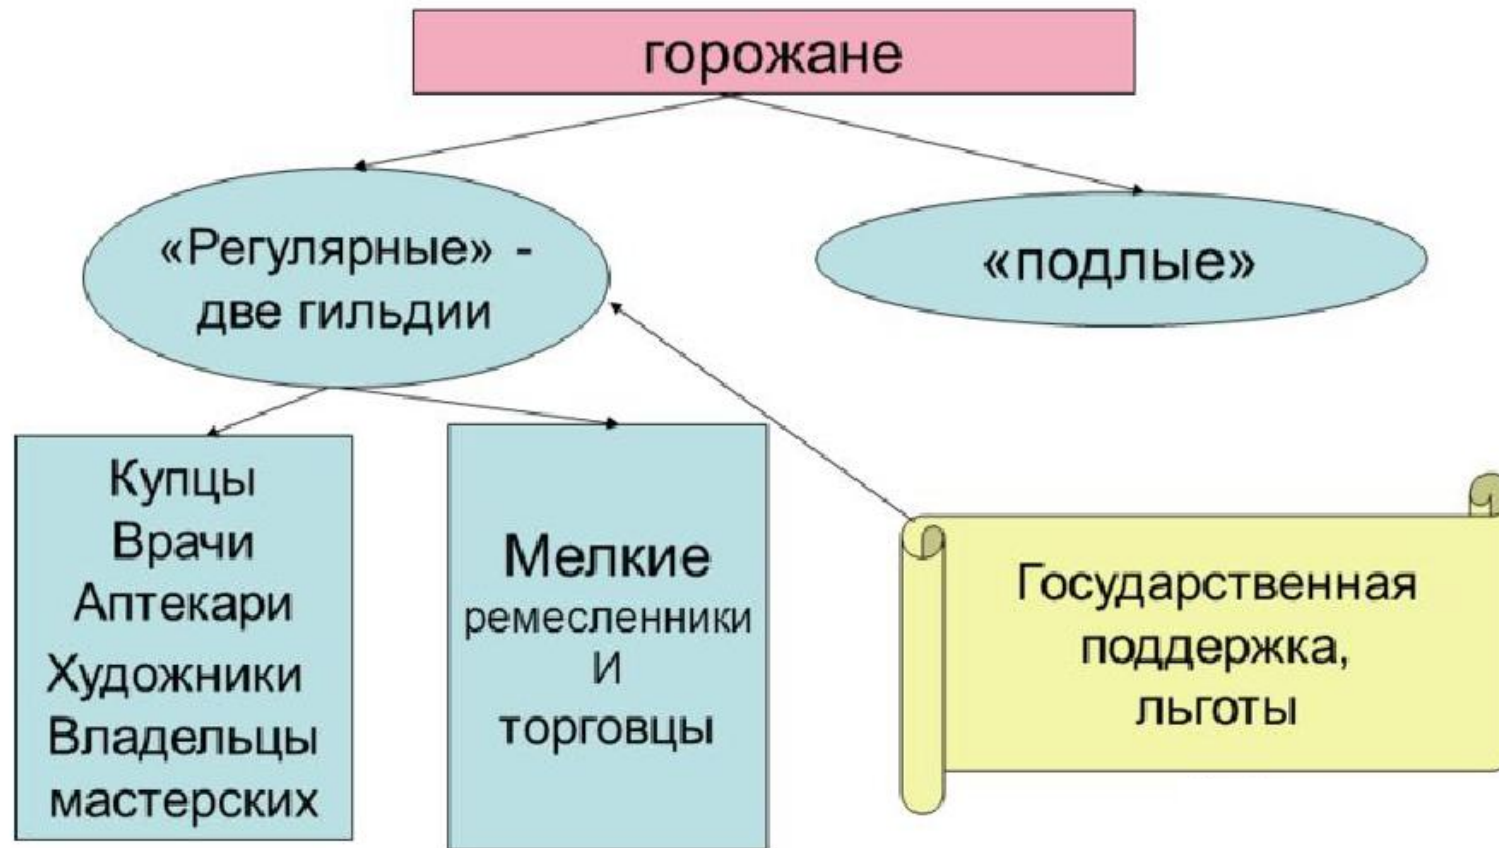 горожане
«Регулярные» -
две гильдии
«подлые»
Купцы
Врачи
Аптекари
Художники
Владельцы
мастерских
Мелкие
ремесленники
И
торговцы
Государственная
поддержка,
льготы